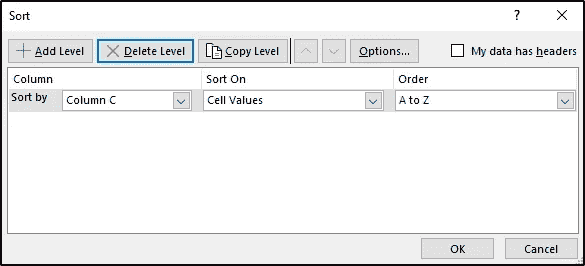 Sort
? ×
Add Level Delete Level Copy Level Options... My data has headers
Column Sort On Order
Sort by Column C Cell Values A to Z
OK Cancel